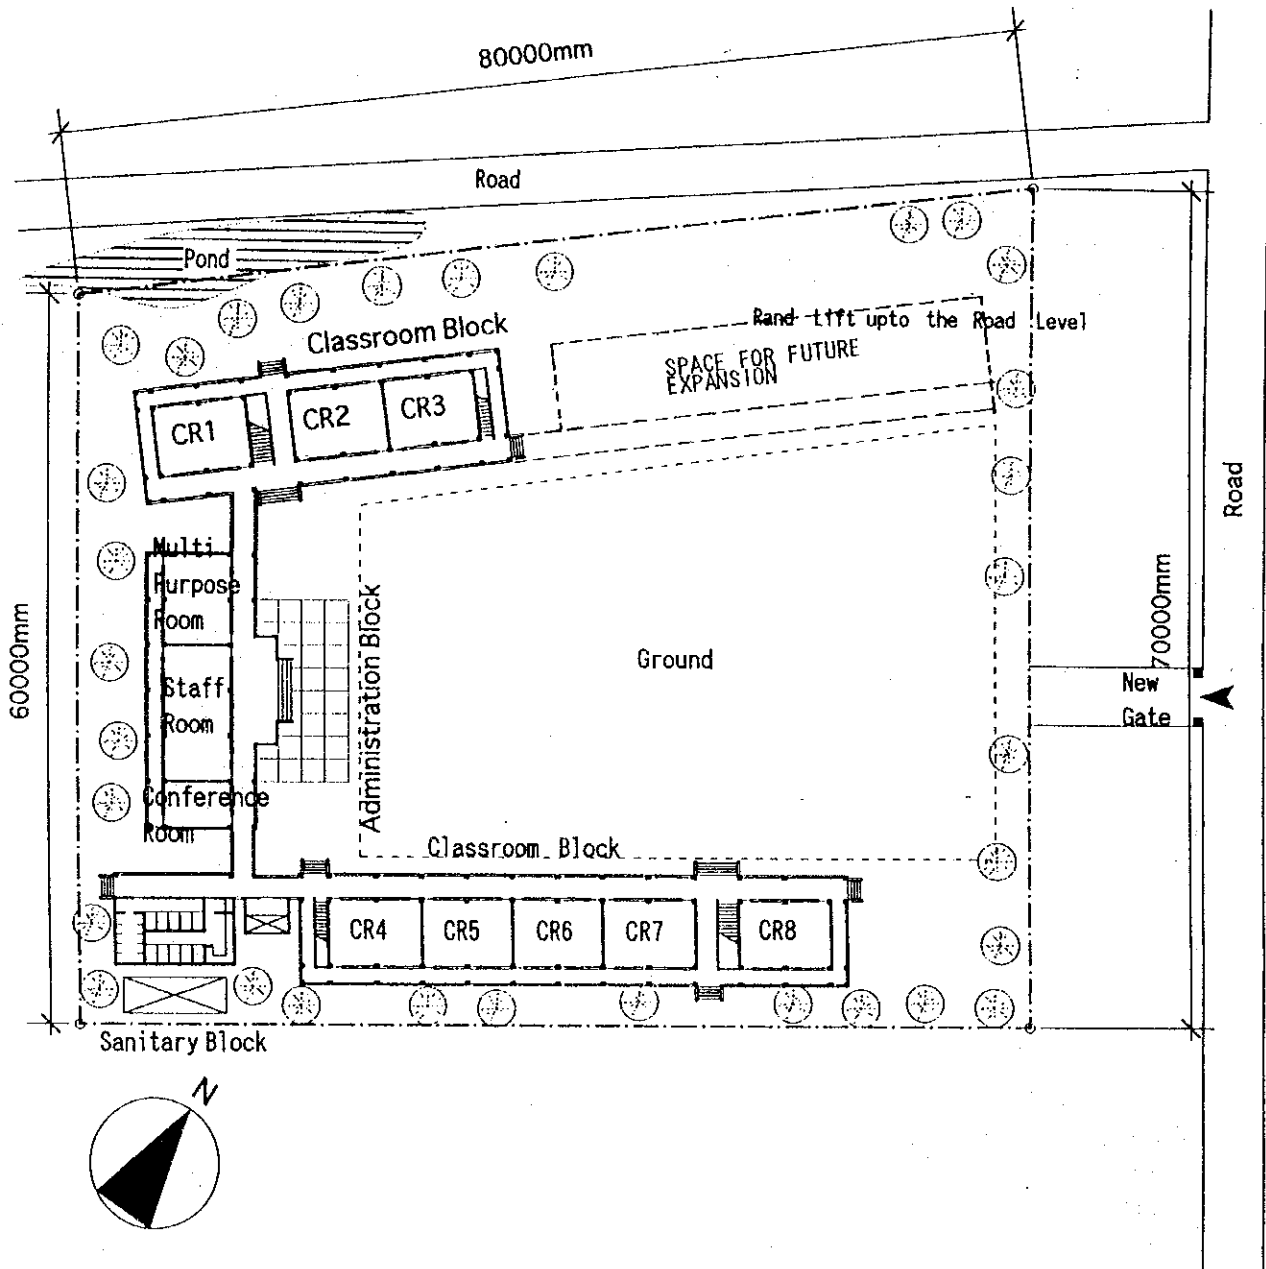 80000mm
Road
Pond
Classroom Block
Rand lift upto the Road Level
SPACE FOR FUTURE
EXPANSION
CR1
CR2
CR3
Road
Multi
Purpose
Room
Administration Block
60000mm
70000mm
Ground
Staff
Room
New
Gate
Conference
Room
Classroom Block
CR4
CR5
CR6
CR7
CR8
Sanitary Block
N